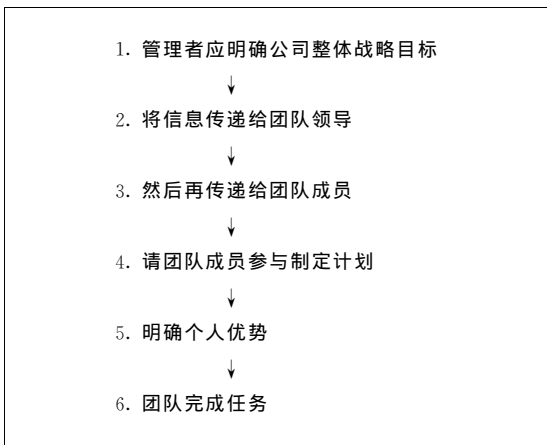 1. 管理者应明确公司整体战略目标
↓
2. 将信息传递给团队领导
↓
3. 然后再传递给团队成员
↓
4. 请团队成员参与制定计划
↓
5. 明确个人优势
↓
6. 团队完成任务